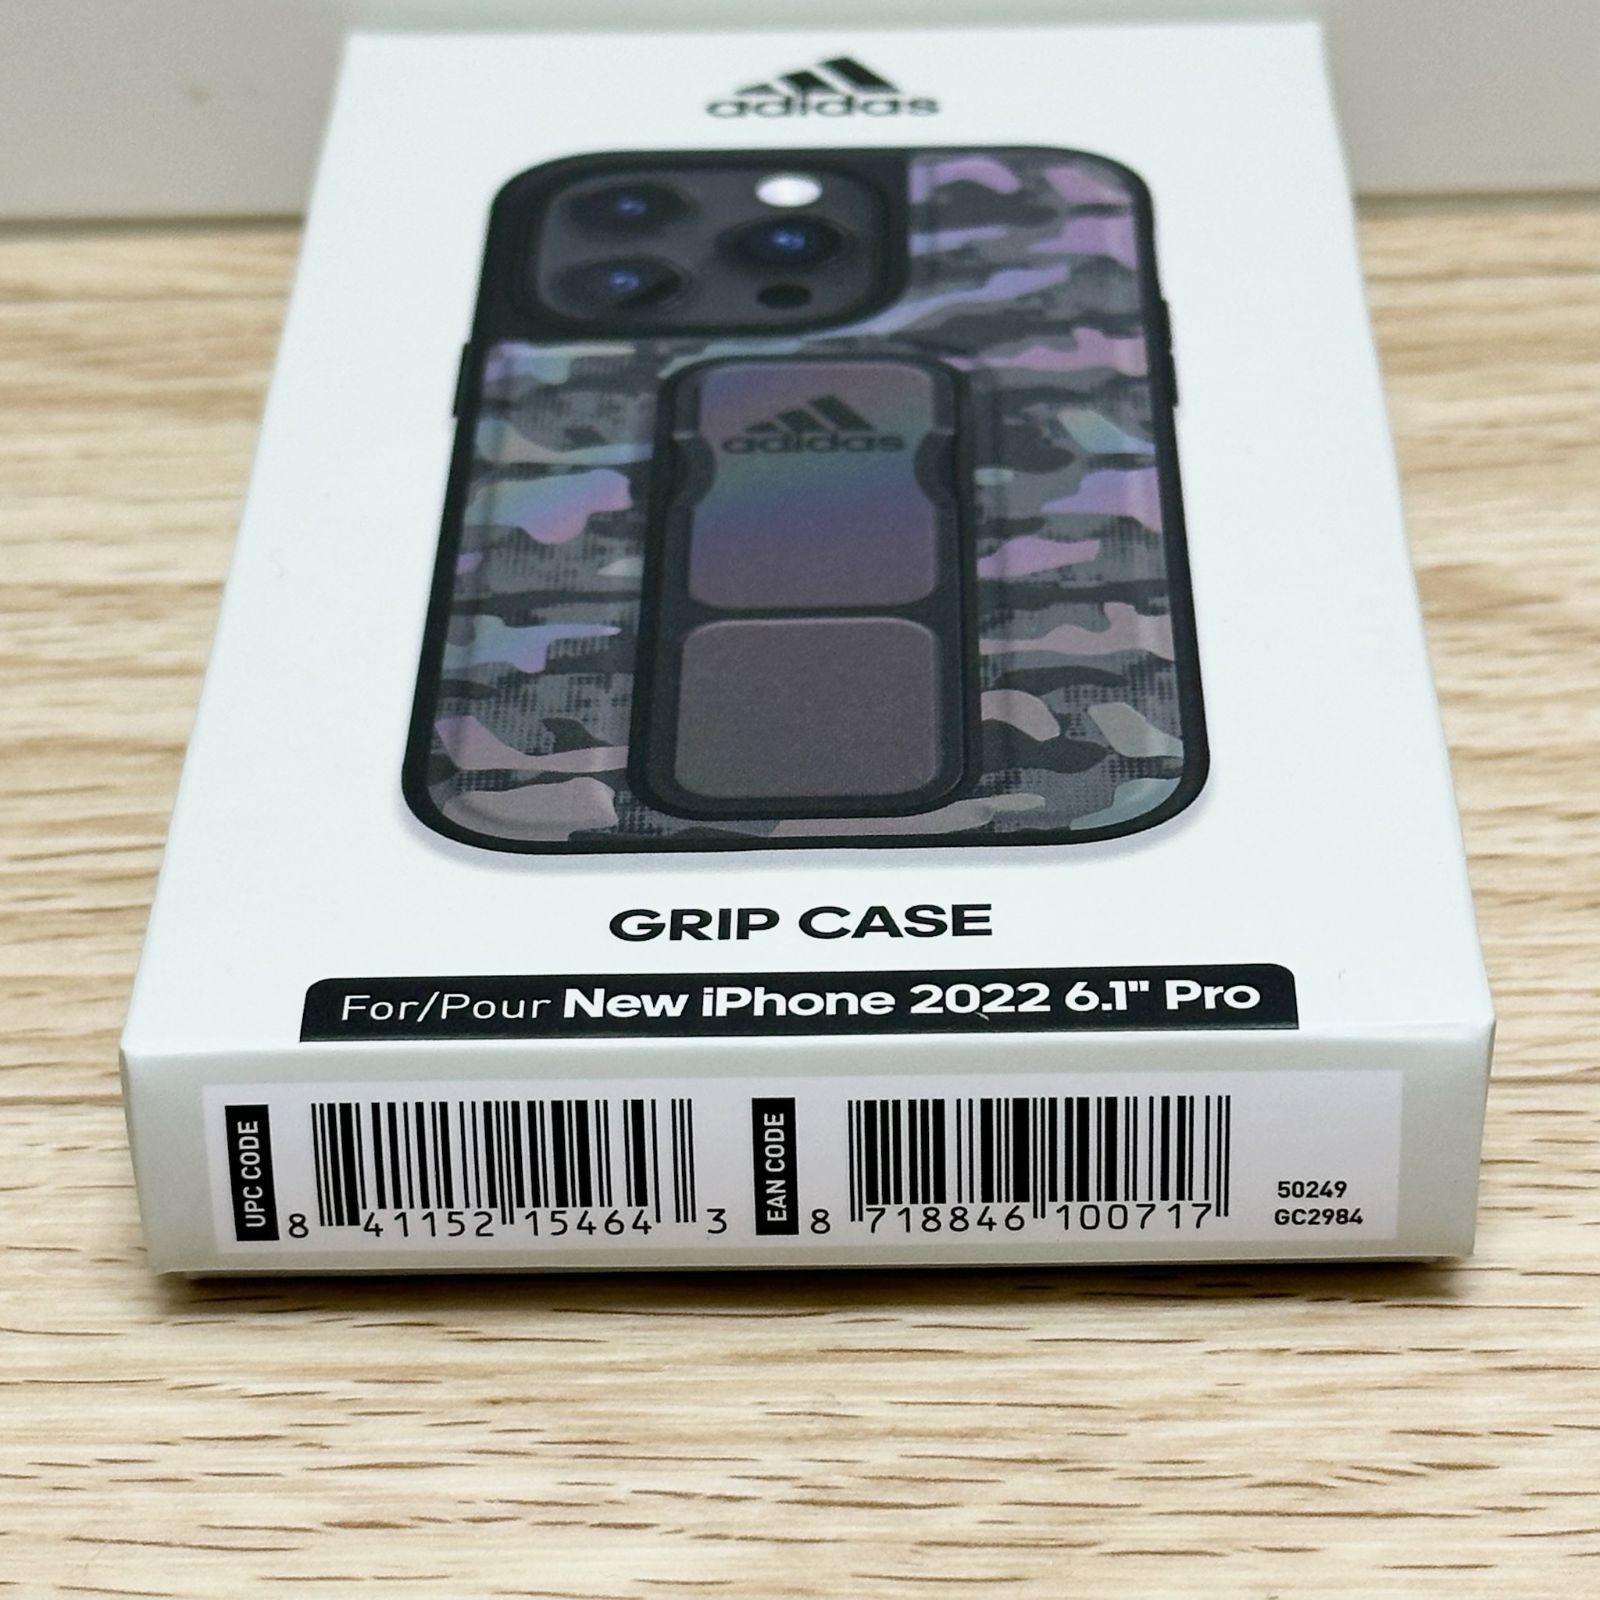 adidas
adidas
GRIP CASE
For/Pour New iPhone 2022 6.1" Pro
UPC CODE
8 41152 15464 3
EAN CODE
8 718846 100717
50249
GC2984